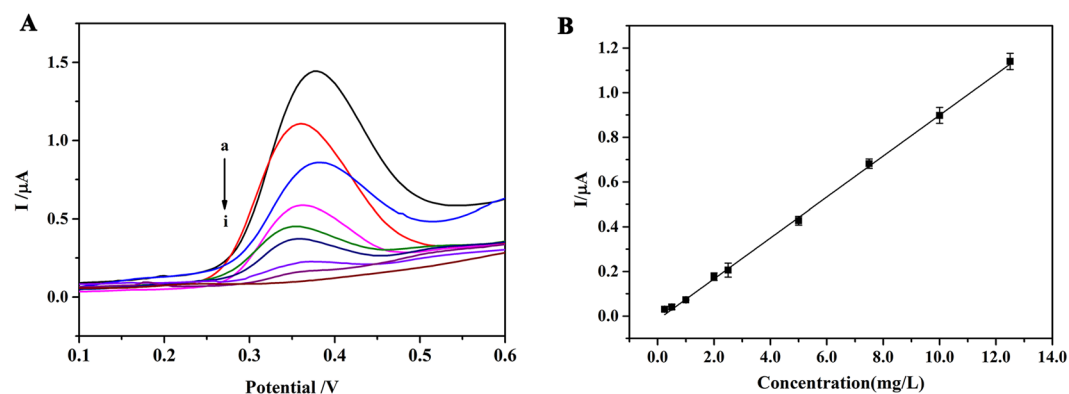 A
I /μA
1.5
1.0
0.5
0.0
a
i
0.1 0.2 0.3 0.4 0.5 0.6
Potential /V
B
I/μA
1.2
1.0
0.8
0.6
0.4
0.2
0.0
0.0 2.0 4.0 6.0 8.0 10.0 12.0 14.0
Concentration(mg/L)